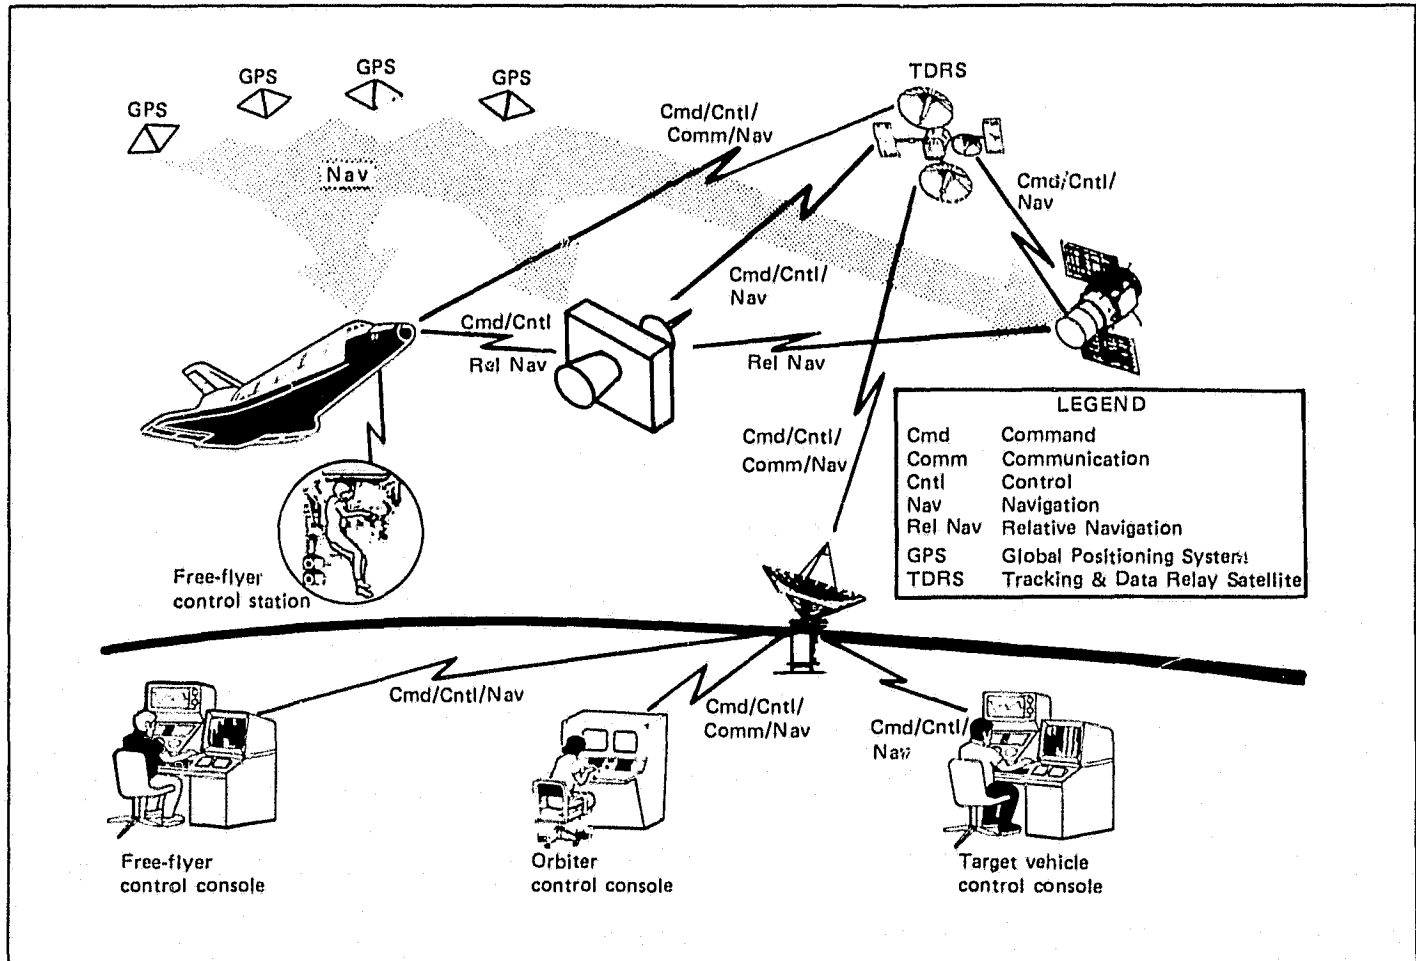 GPS
GPS
GPS
GPS
TDRS
Cmd/Cntl/
Comm/Nav
Nav
Cmd/Cntl/
Nav
Cmd/Cntl/
Nav
Cmd/Cntl
Rel Nav
Rel Nav
LEGEND
Cmd Command
Comm Communication
Cntl Control
Nav Navigation
Rel Nav Relative Navigation
GPS Global Positioning System
TDRS Tracking & Data Relay Satellite
Cmd/Cntl/
Comm/Nav
Free-flyer
control station
Cmd/Cntl/Nav
Cmd/Cntl/
Comm/Nav
Cmd/Cntl/
Nav
Free-flyer
control console
Orbiter
control console
Target vehicle
control console